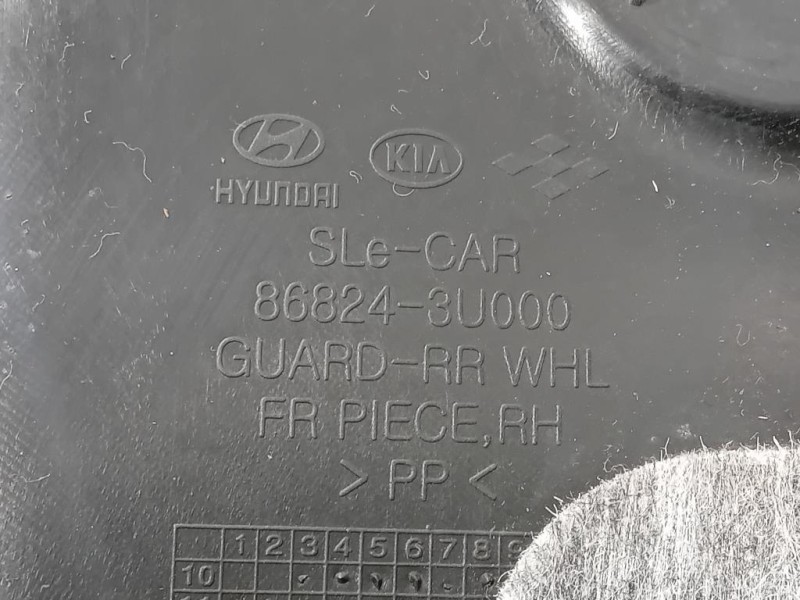 HYUNDAI KIA
SLe-CAR
86824-3U000
GUARD-RR WHL
FR PIECE,RH
> PP <
1 2 3 4 5 6 7 8 9
10